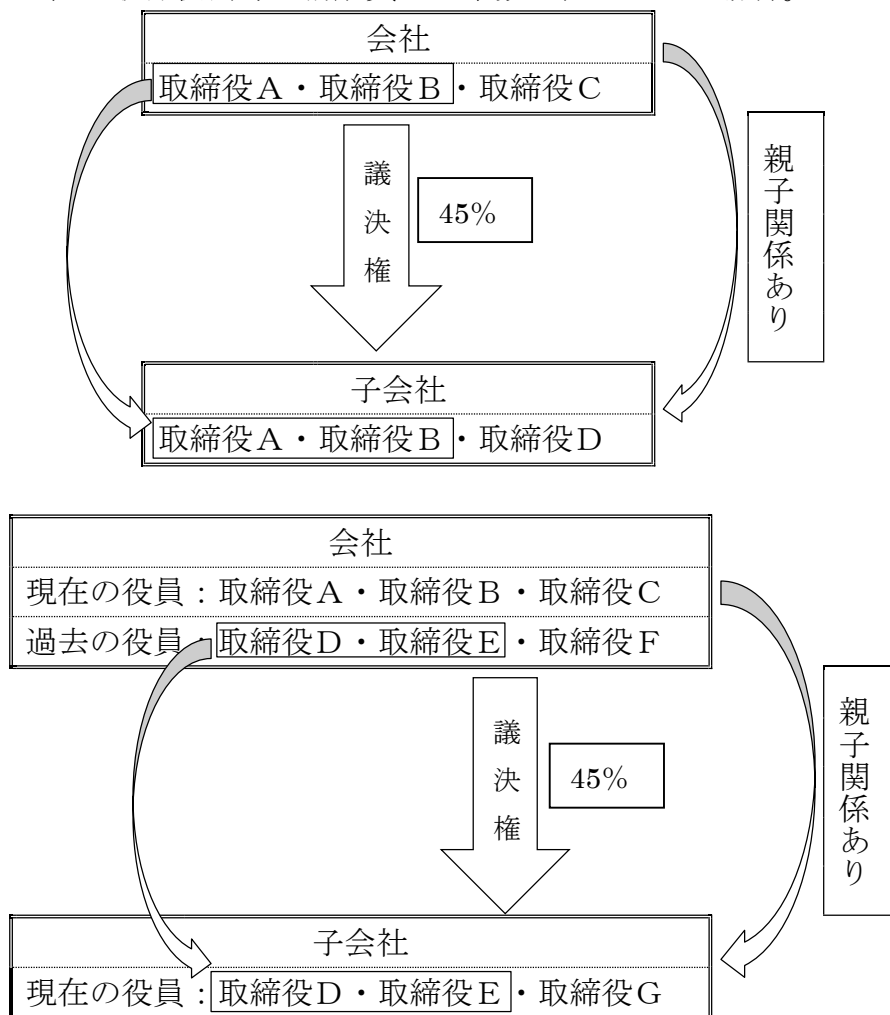 会社
取締役A・取締役B・取締役C
議決権
45%
親子関係あり
子会社
取締役A・取締役B・取締役D
会社
現在の役員：取締役A・取締役B・取締役C
過去の役員：取締役D・取締役E・取締役F
議決権
45%
親子関係あり
子会社
現在の役員：取締役D・取締役E・取締役G